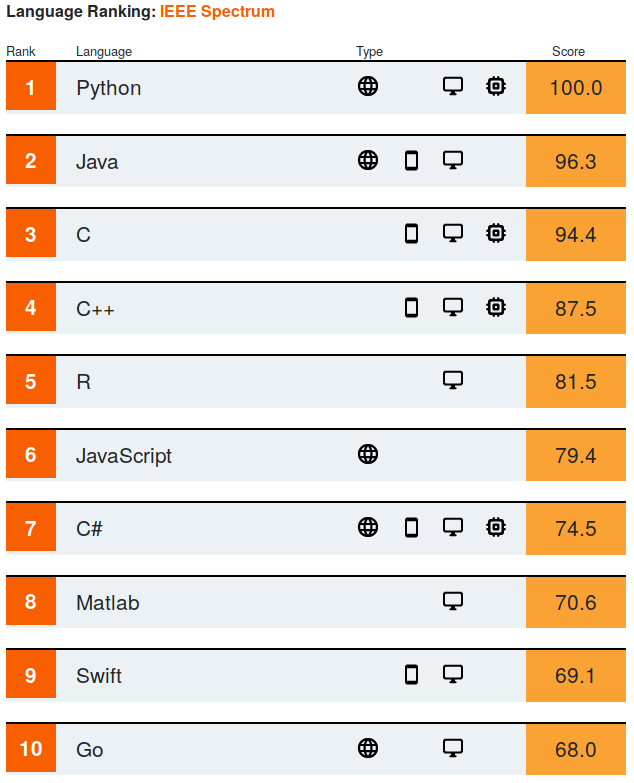 Language Ranking: IEEE Spectrum
Rank Language Type Score
1 Python 100.0
2 Java 96.3
3 C 94.4
4 C++ 87.5
5 R 81.5
6 JavaScript 79.4
7 C# 74.5
8 Matlab 70.6
9 Swift 69.1
10 Go 68.0